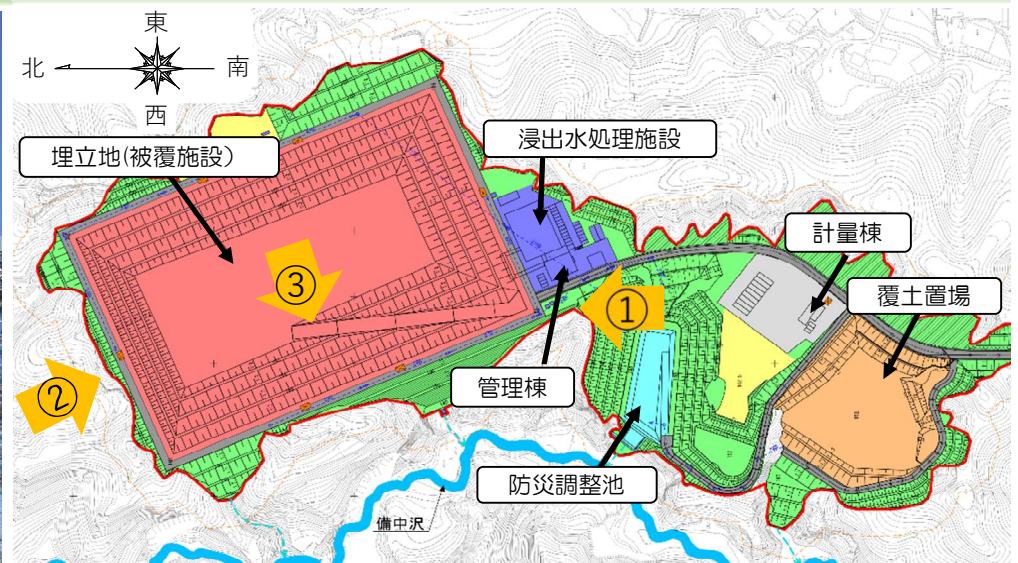 東
北
南
西
埋立地(被覆施設)
浸出水処理施設
計量棟
覆土置場
③
①
②
管理棟
防災調整池
備中沢